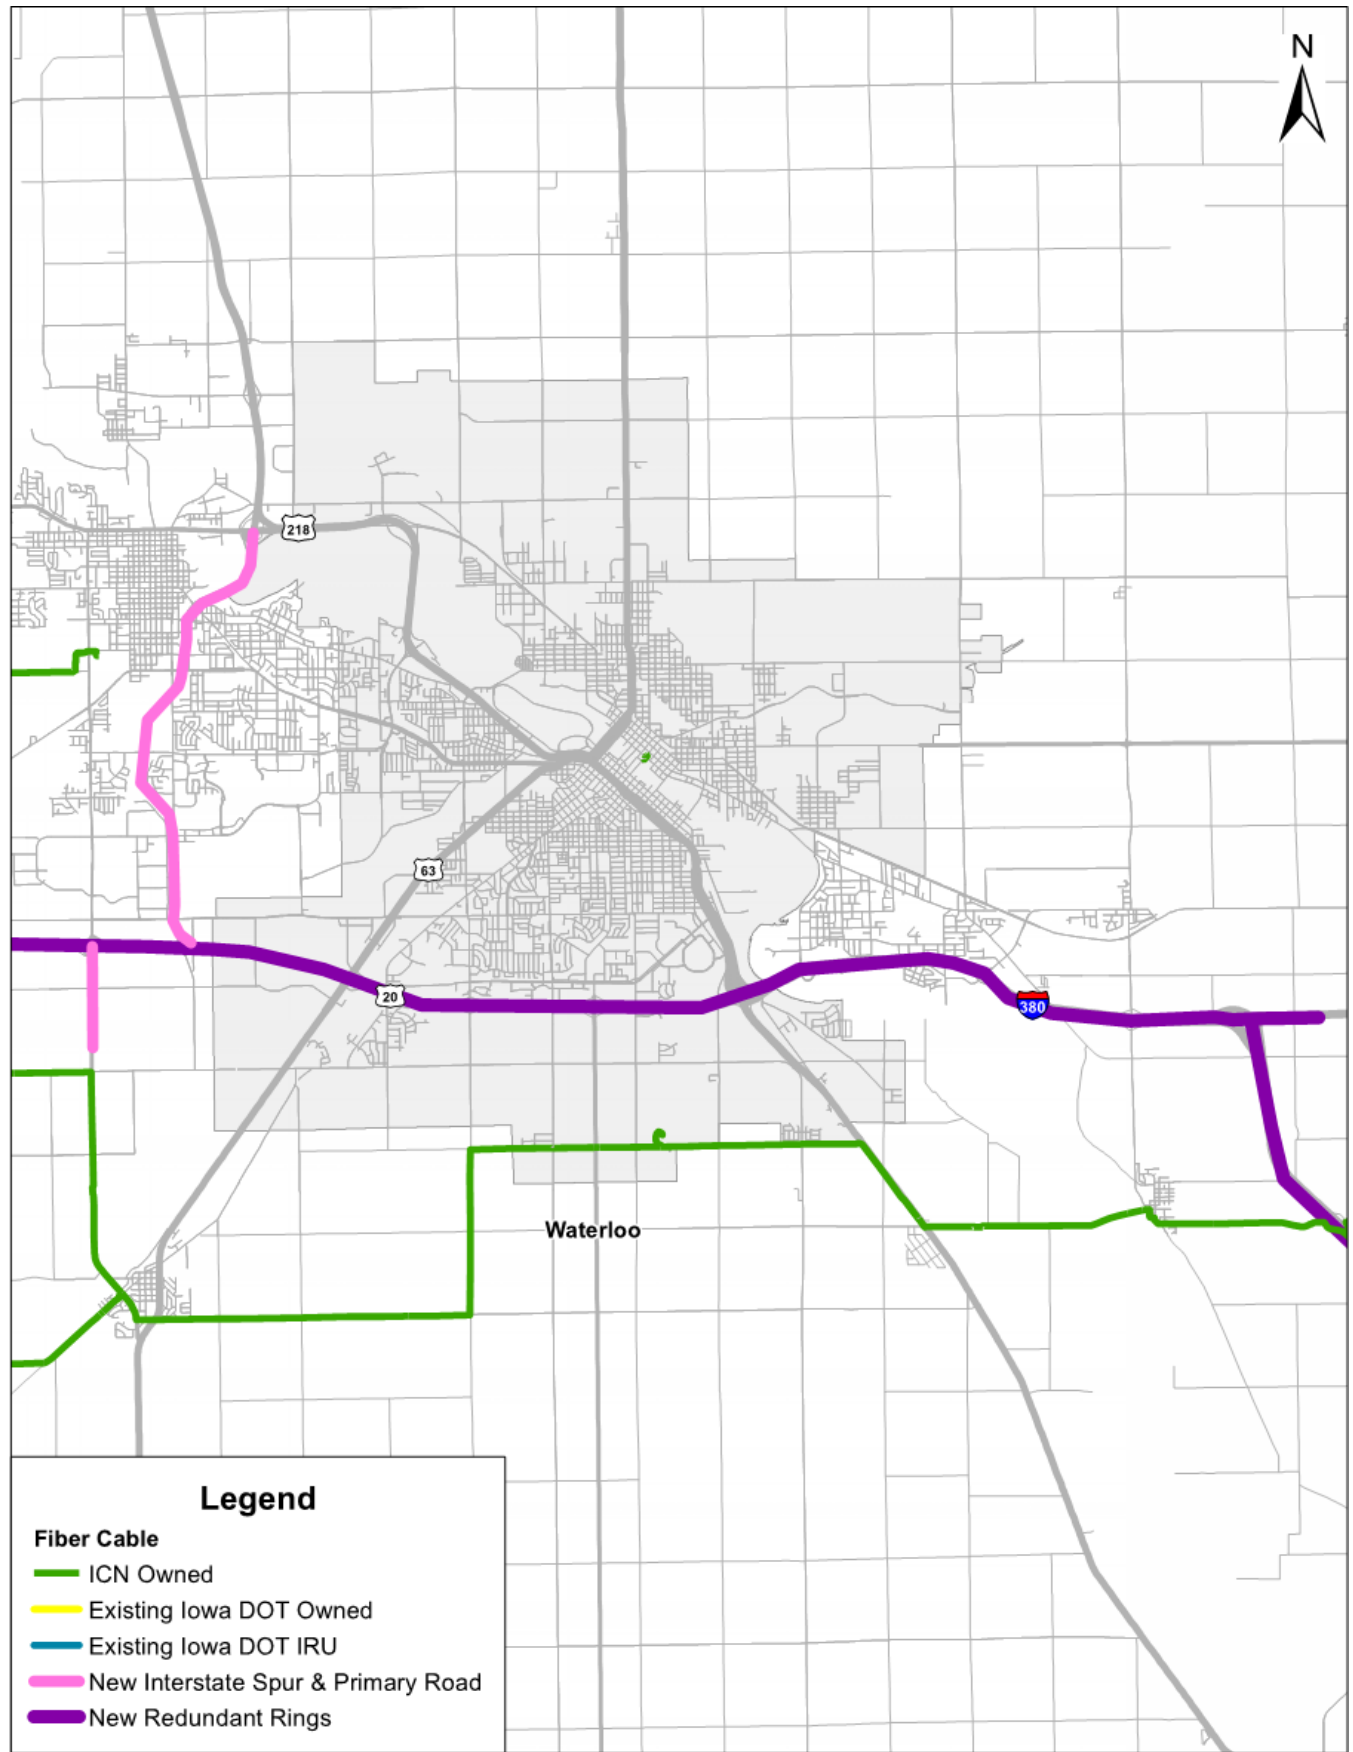 N
218
63
20
380
Waterloo
Legend
Fiber Cable
ICN Owned
Existing Iowa DOT Owned
Existing Iowa DOT IRU
New Interstate Spur & Primary Road
New Redundant Rings